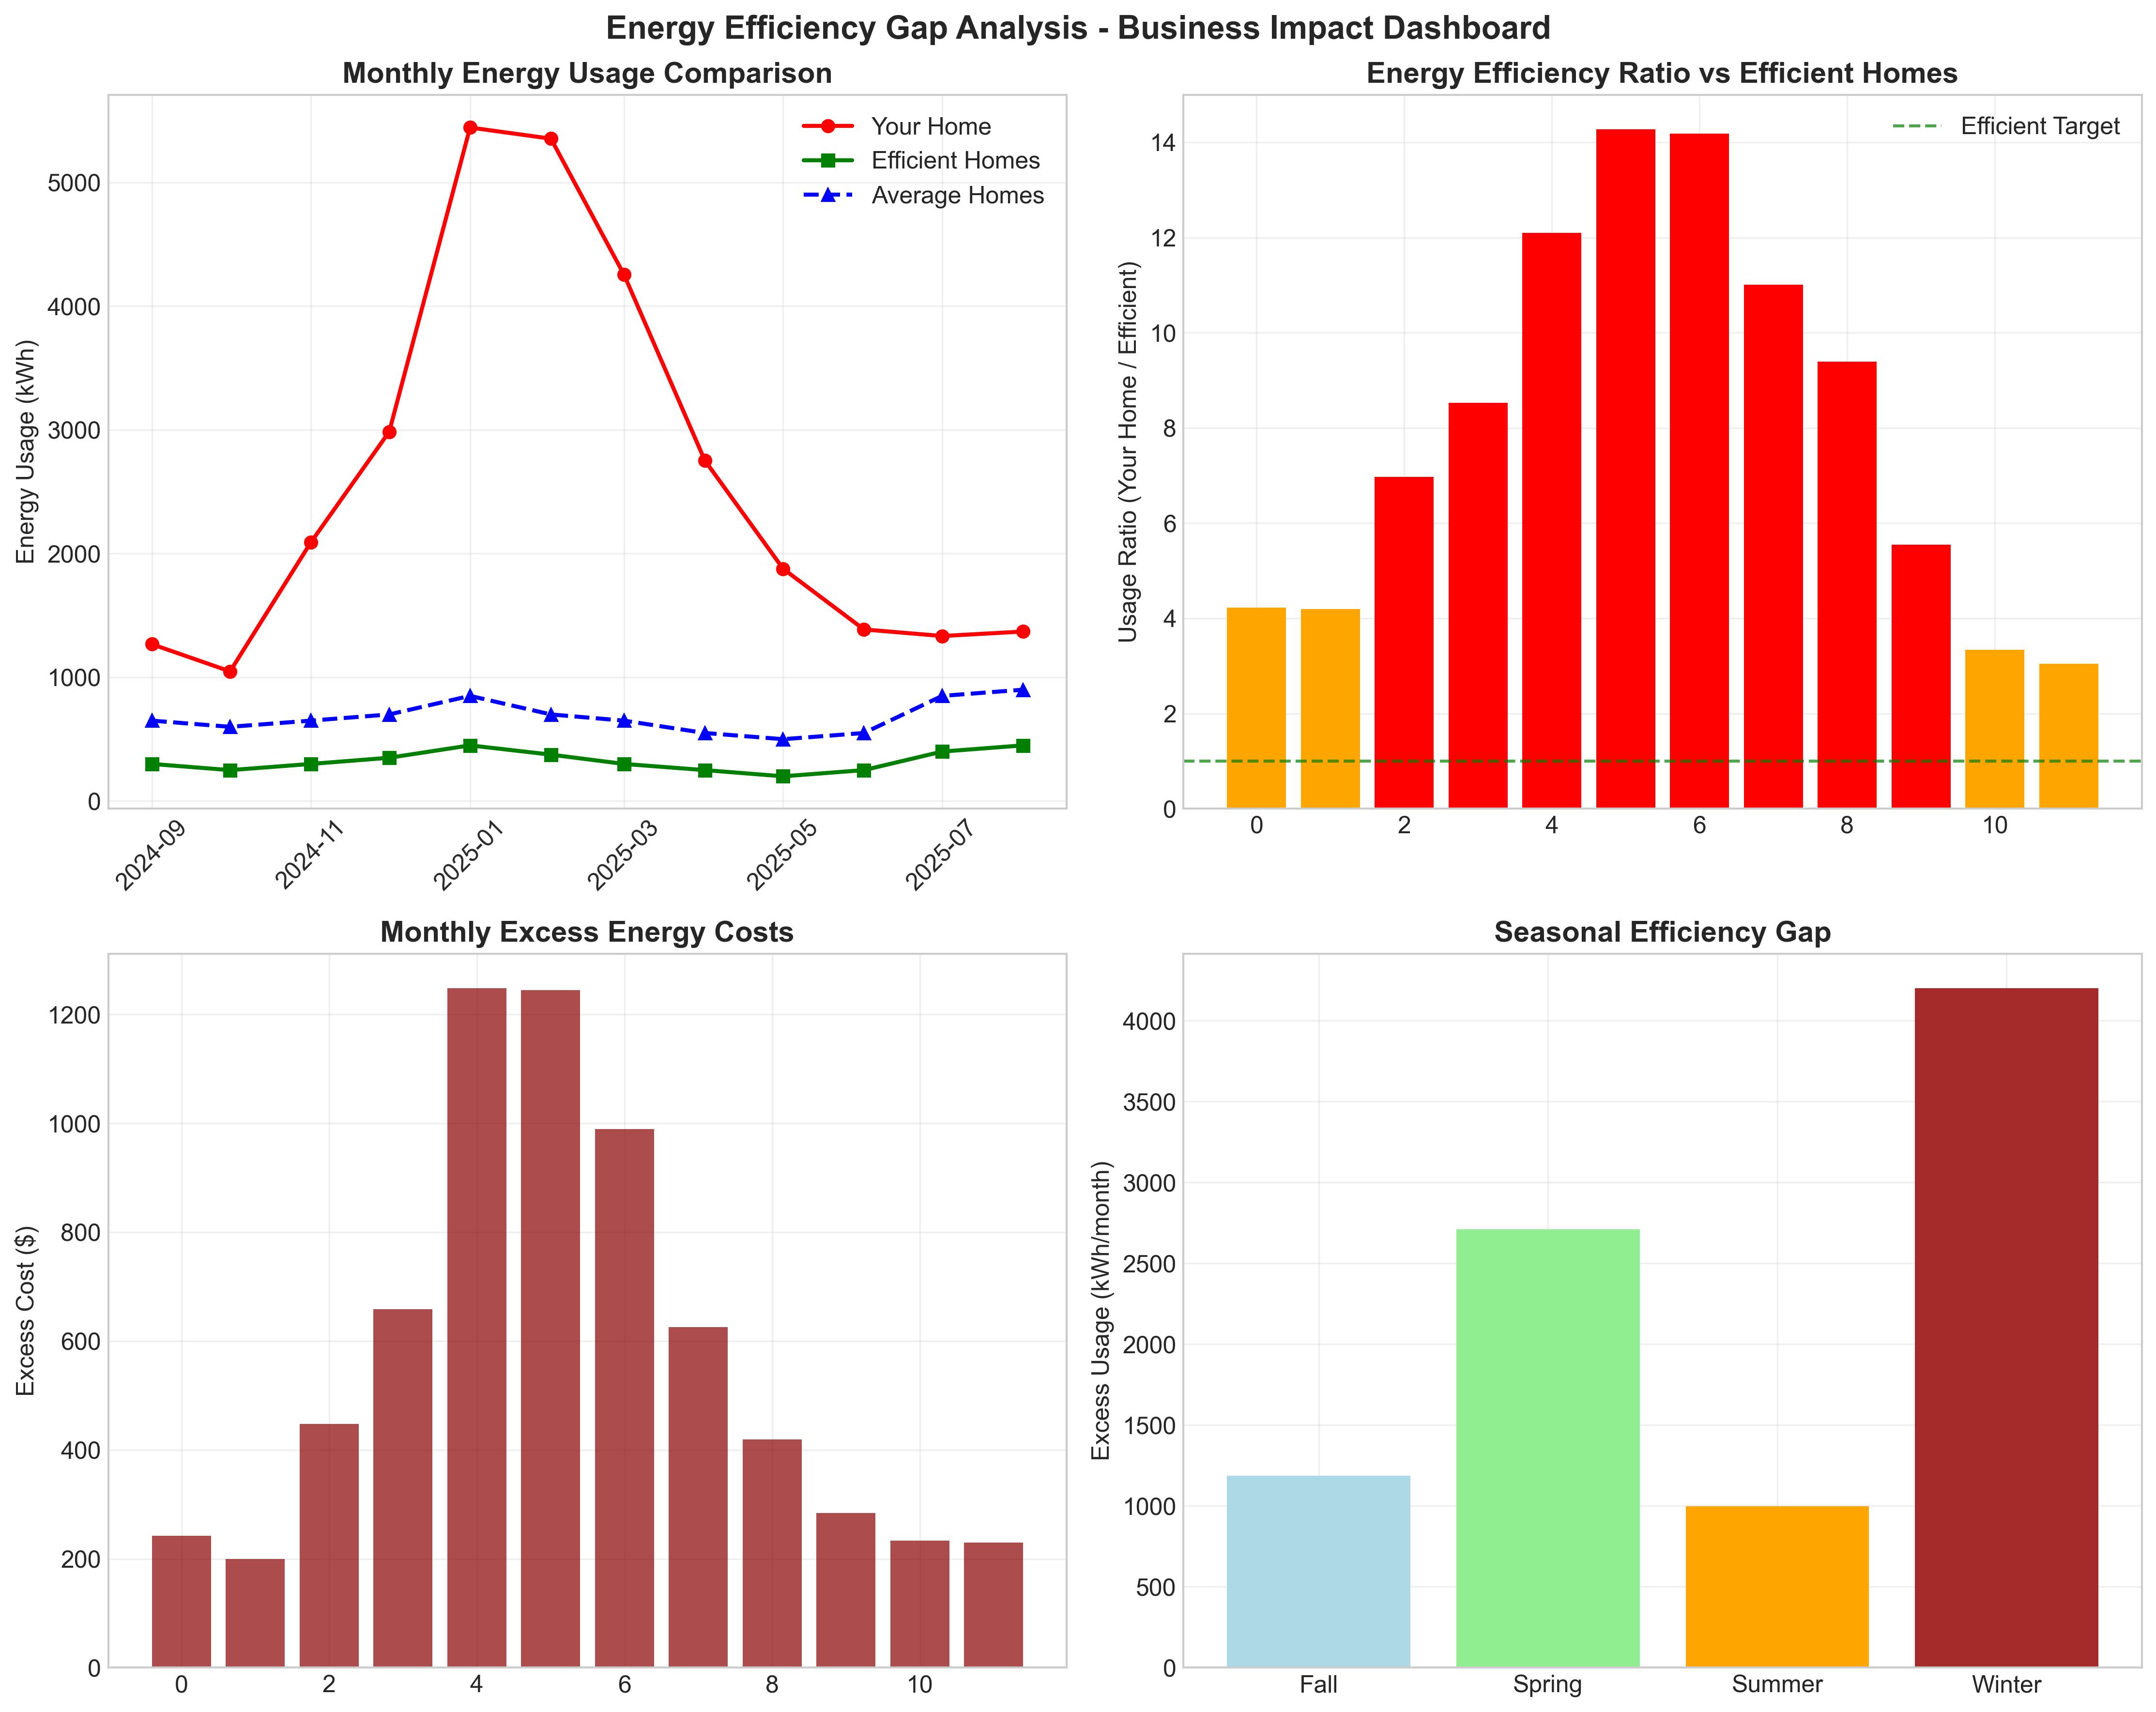 Energy Efficiency Gap Analysis - Business Impact Dashboard
Monthly Energy Usage Comparison
Energy Usage (kWh)
5000
4000
3000
2000
1000
0
2024-09
2024-11
2025-01
2025-03
2025-05
2025-07
Your Home
Efficient Homes
Average Homes
Energy Efficiency Ratio vs Efficient Homes
Usage Ratio (Your Home / Efficient)
14
12
10
8
6
4
2
0
0
2
4
6
8
10
Efficient Target
Monthly Excess Energy Costs
Excess Cost ($)
1200
1000
800
600
400
200
0
0
2
4
6
8
10
Seasonal Efficiency Gap
Excess Usage (kWh/month)
4000
3500
3000
2500
2000
1500
1000
500
0
Fall
Spring
Summer
Winter